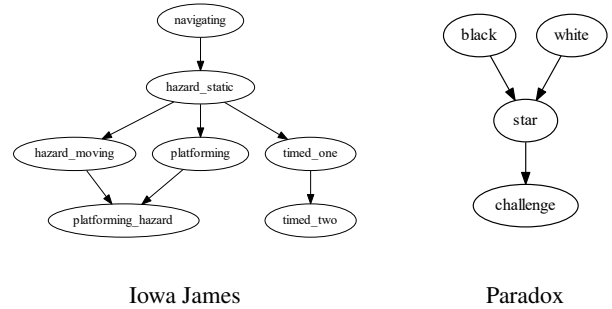 navigating
hazard_static
hazard_moving platforming timed_one
platforming_hazard timed_two
Iowa James
black white
star
challenge
Paradox